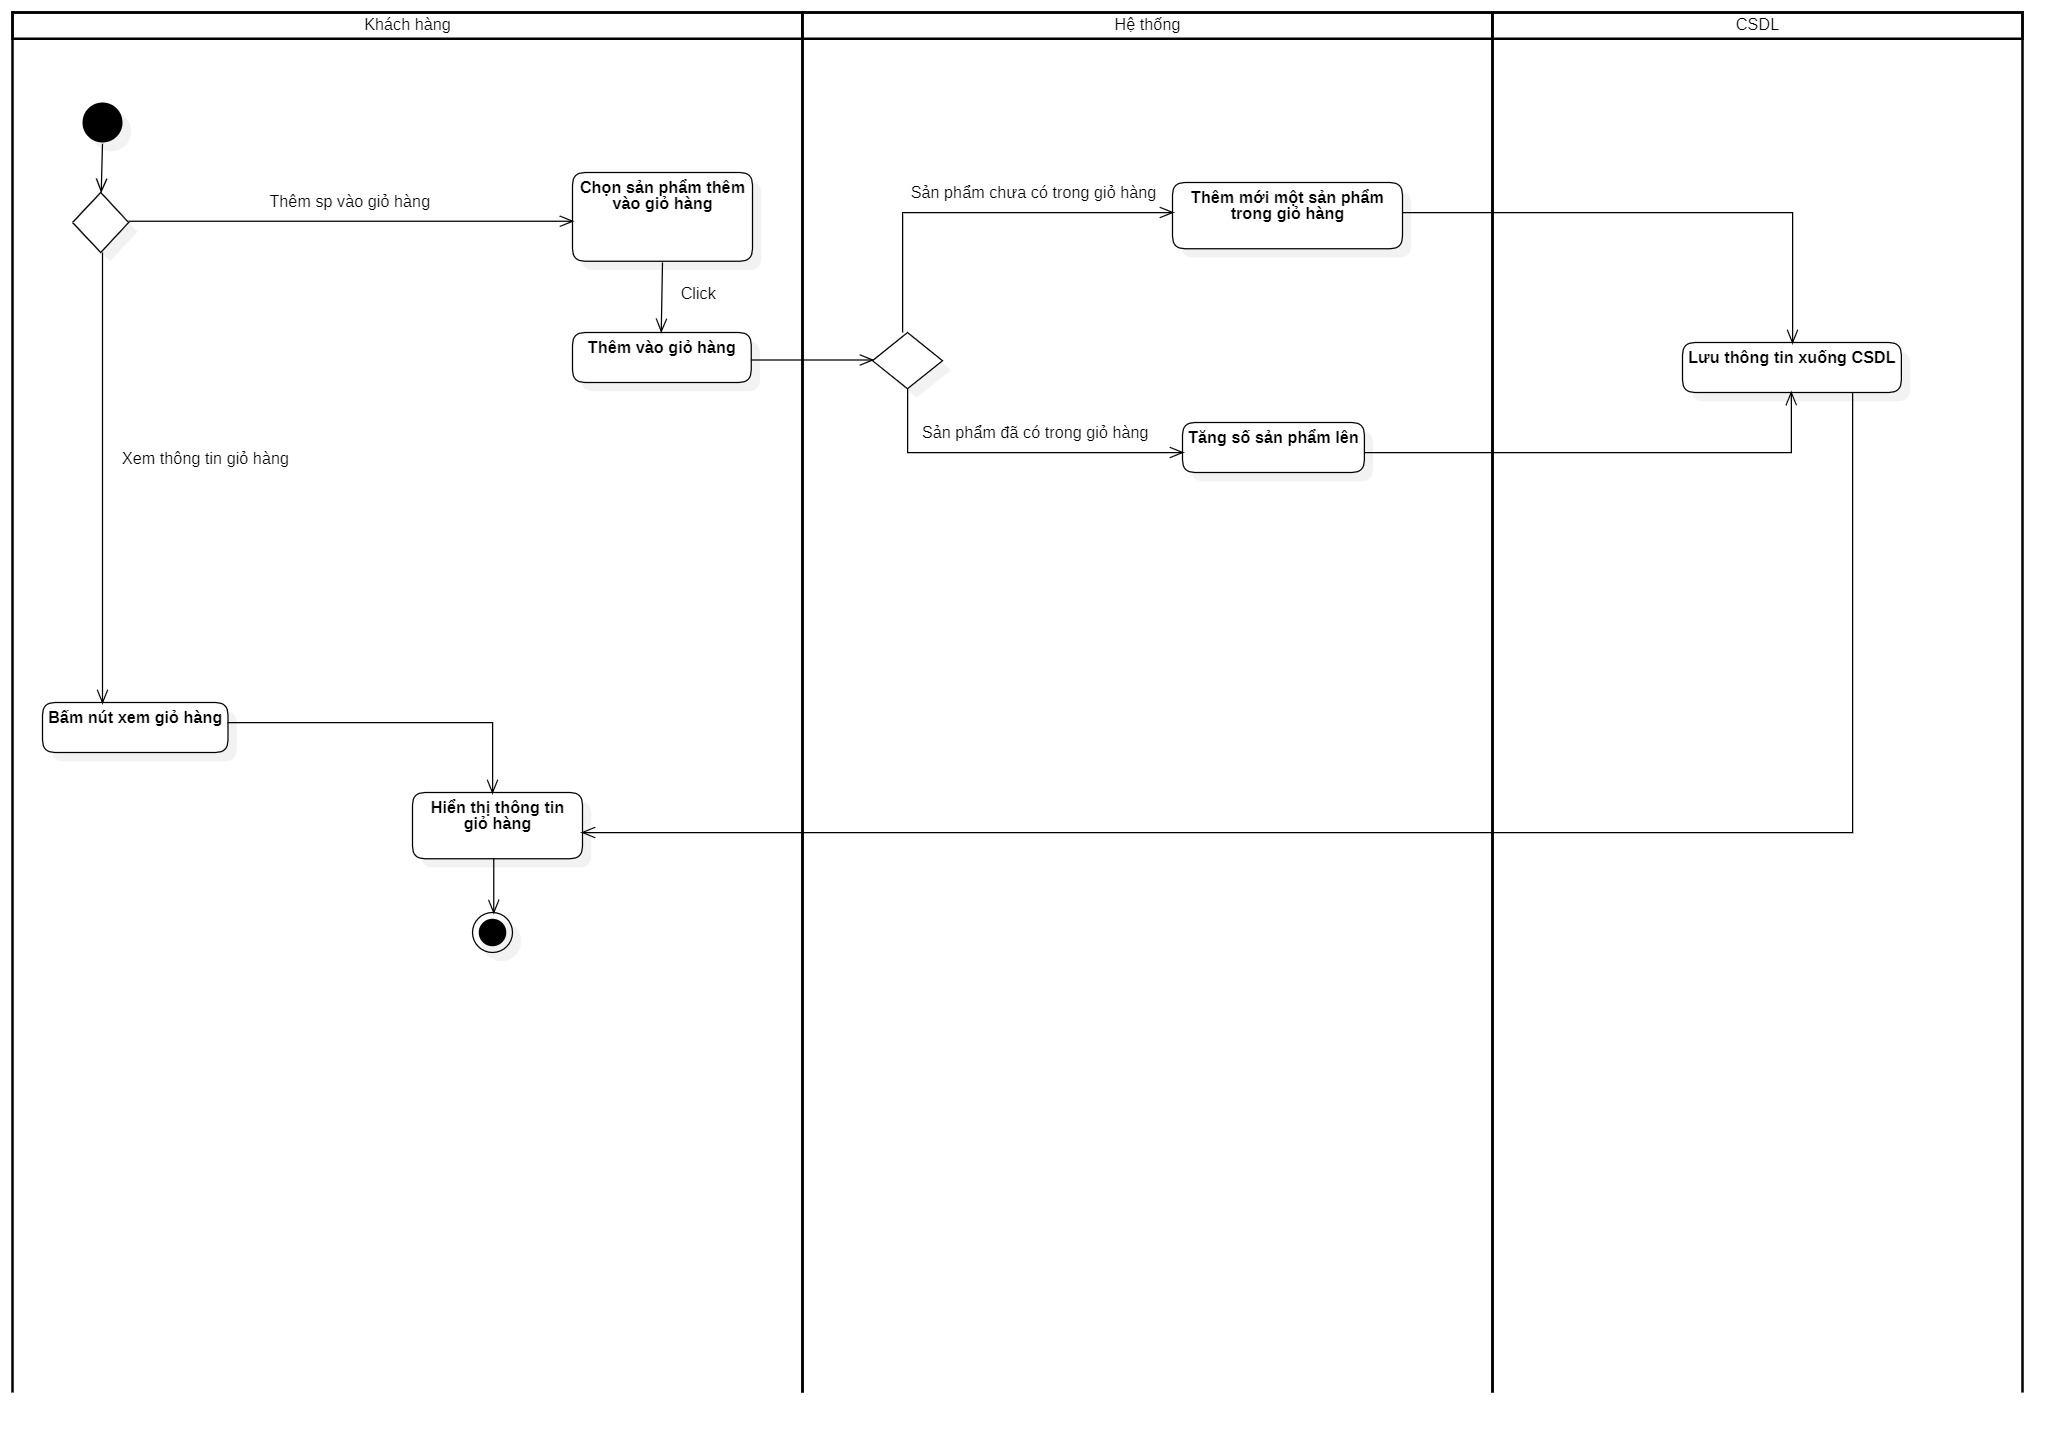 Khách hàng
Hệ thống
CSDL
Thêm sp vào giỏ hàng
Chọn sản phẩm thêm
vào giỏ hàng
Sản phẩm chưa có trong giỏ hàng
Thêm mới một sản phẩm
trong giỏ hàng
Click
Thêm vào giỏ hàng
Lưu thông tin xuống CSDL
Sản phẩm đã có trong giỏ hàng
Tăng số sản phẩm lên
Xem thông tin giỏ hàng
Bấm nút xem giỏ hàng
Hiển thị thông tin
giỏ hàng